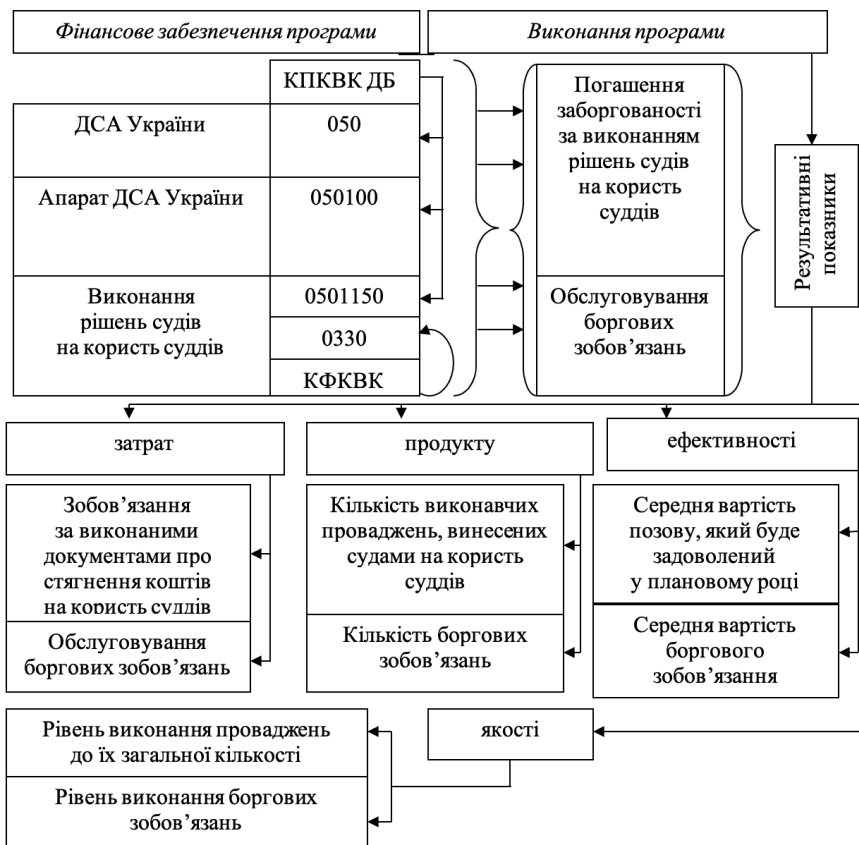 Фінансове забезпечення програми
Виконання програми
КПКВК ДБ
ДСА України
050
Апарат ДСА України
050100
Виконання
рішень судів
на користь суддів
0501150
0330
КФКВК
Погашення
заборгованості
за виконанням
рішень судів
на користь
суддів
Обслуговування
боргових
зобов’язань
Результативні
показники
затрат
продукту
ефективності
Зобов’язання
за виконаними
документами про
стягнення коштів
на користь суддів
Обслуговування
боргових зобов’язань
Кількість виконавчих
проваджень, винесених
судами на користь
суддів
Кількість боргових
зобов’язань
Середня вартість
позову, який буде
задоволений
у плановому році
Середня вартість
боргового
зобов’язання
Рівень виконання проваджень
до їх загальної кількості
Рівень виконання боргових
зобов’язань
якості